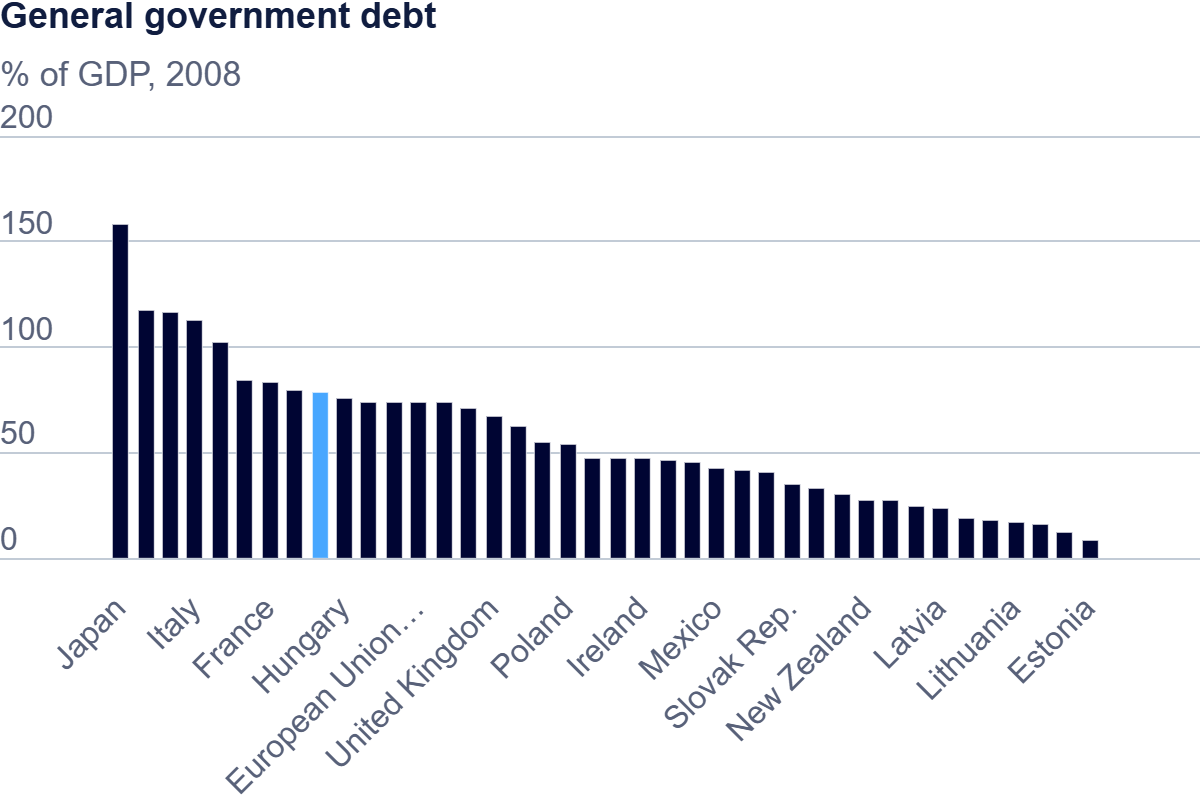 General government debt
% of GDP, 2008
200
150
100
50
0
Japan
Italy
France
Hungary
European Union…
United Kingdom
Poland
Ireland
Mexico
Slovak Rep.
New Zealand
Latvia
Lithuania
Estonia